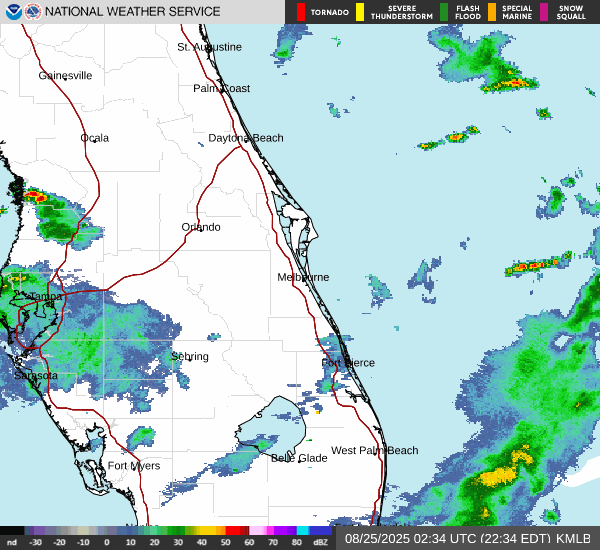 NATIONAL WEATHER SERVICE
TORNADO
SEVERE THUNDERSTORM
FLASH FLOOD
SPECIAL MARINE
SNOW SQUALL
St. Augustine
Gainesville
Palm Coast
Ocala
Daytona Beach
Orlando
Melbourne
Tampa
Sebring
Fort Pierce
Sarasota
West Palm Beach
Belle Glade
Fort Myers
nd -30 -20 -10 0 10 20 30 40 50 60 70 80 dBZ
08/25/2025 02:34 UTC (22:34 EDT) KMLB